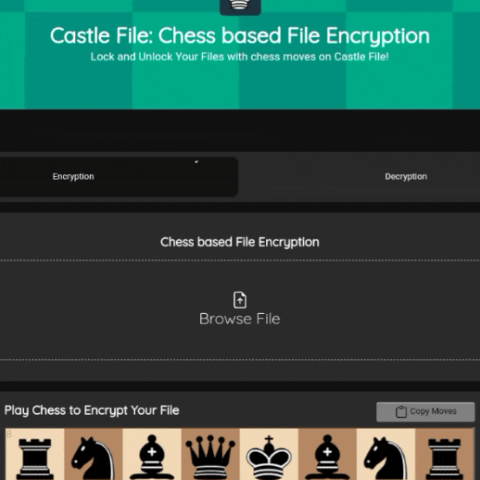 Castle File: Chess based File Encryption
Lock and Unlock Your Files with chess moves on Castle File!
Encryption
Decryption
Chess based File Encryption
Browse File
Play Chess to Encrypt Your File
Copy Moves
8